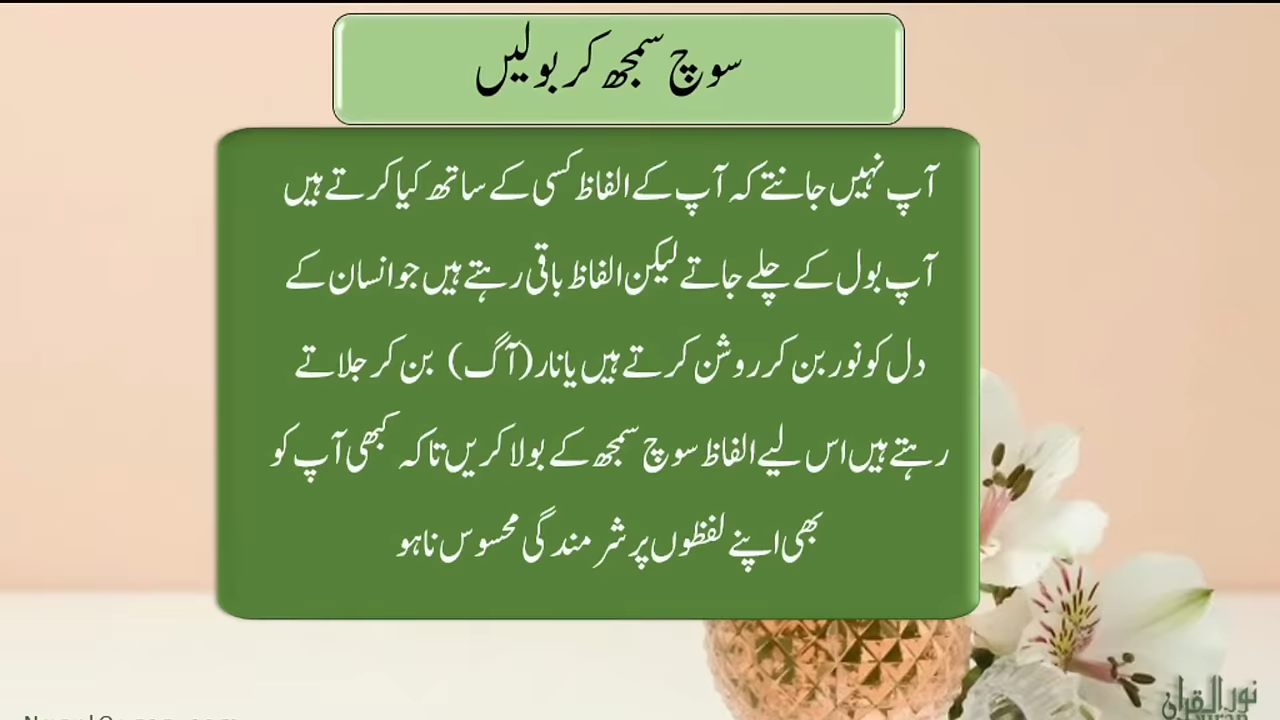 سوچ سمجھ کر بولیں
آپ نہیں جانتے کہ آپ کے الفاظ کسی کے ساتھ کیا کرتے ہیں
آپ بول کے چلے جاتے لیکن الفاظ باقی رہتے ہیں جو انسان کے
دل کو نور بن کر روشن کرتے ہیں یا نار (آگ) بن کر جلاتے
رہتے ہیں اس لیے الفاظ سوچ سمجھ کے بولا کریں تاکہ کبھی آپ کو
بھی اپنے لفظوں پر شرمندگی محسوس نا ہو
نور القرآن